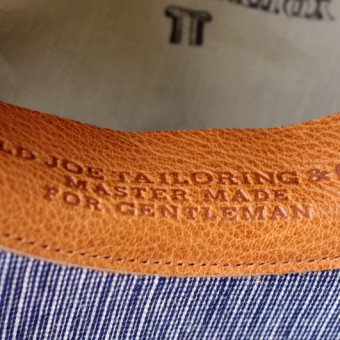 LD JOE TAILORING &
MASTER MADE
FOR GENTLEMAN